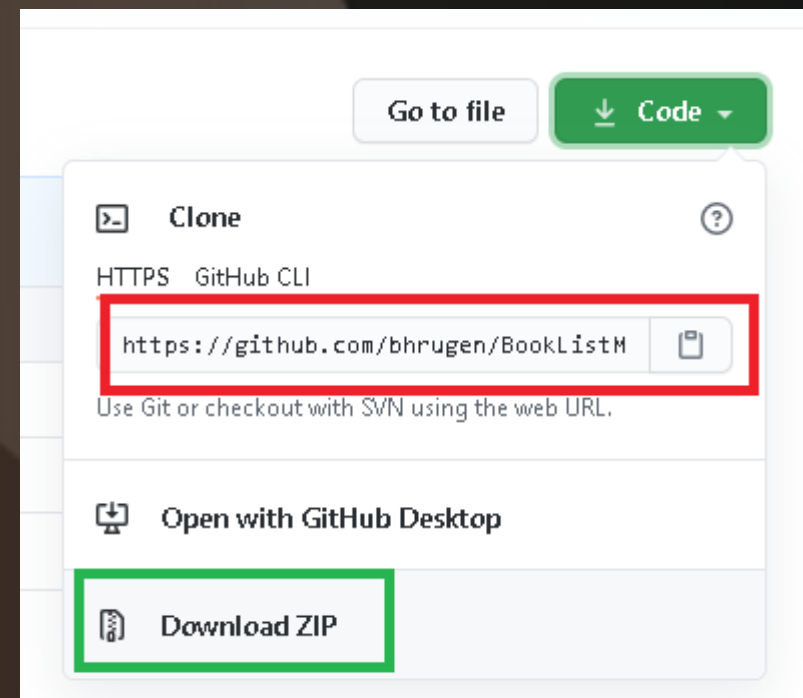 Go to file
Code
Clone
HTTPS GitHub CLI
https://github.com/bhrugen/BookListM
Use Git or checkout with SVN using the web URL.
Open with GitHub Desktop
Download ZIP